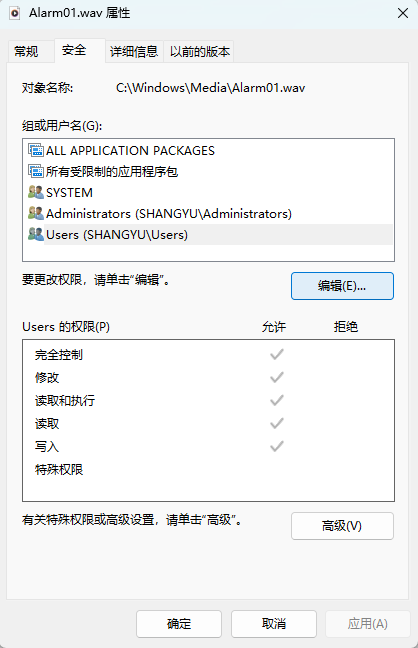 Alarm01.wav 属性
常规 安全 详细信息 以前的版本
对象名称: C:\Windows\Media\Alarm01.wav
组或用户名(G):
ALL APPLICATION PACKAGES
所有受限制的应用程序包
SYSTEM
Administrators (SHANGYU\Administrators)
Users (SHANGYU\Users)
要更改权限，请单击“编辑”。
编辑(E)...
Users 的权限(P) 允许 拒绝
完全控制
修改
读取和执行
读取
写入
特殊权限
有关特殊权限或高级设置，请单击“高级”。
高级(V)
确定 取消 应用(A)